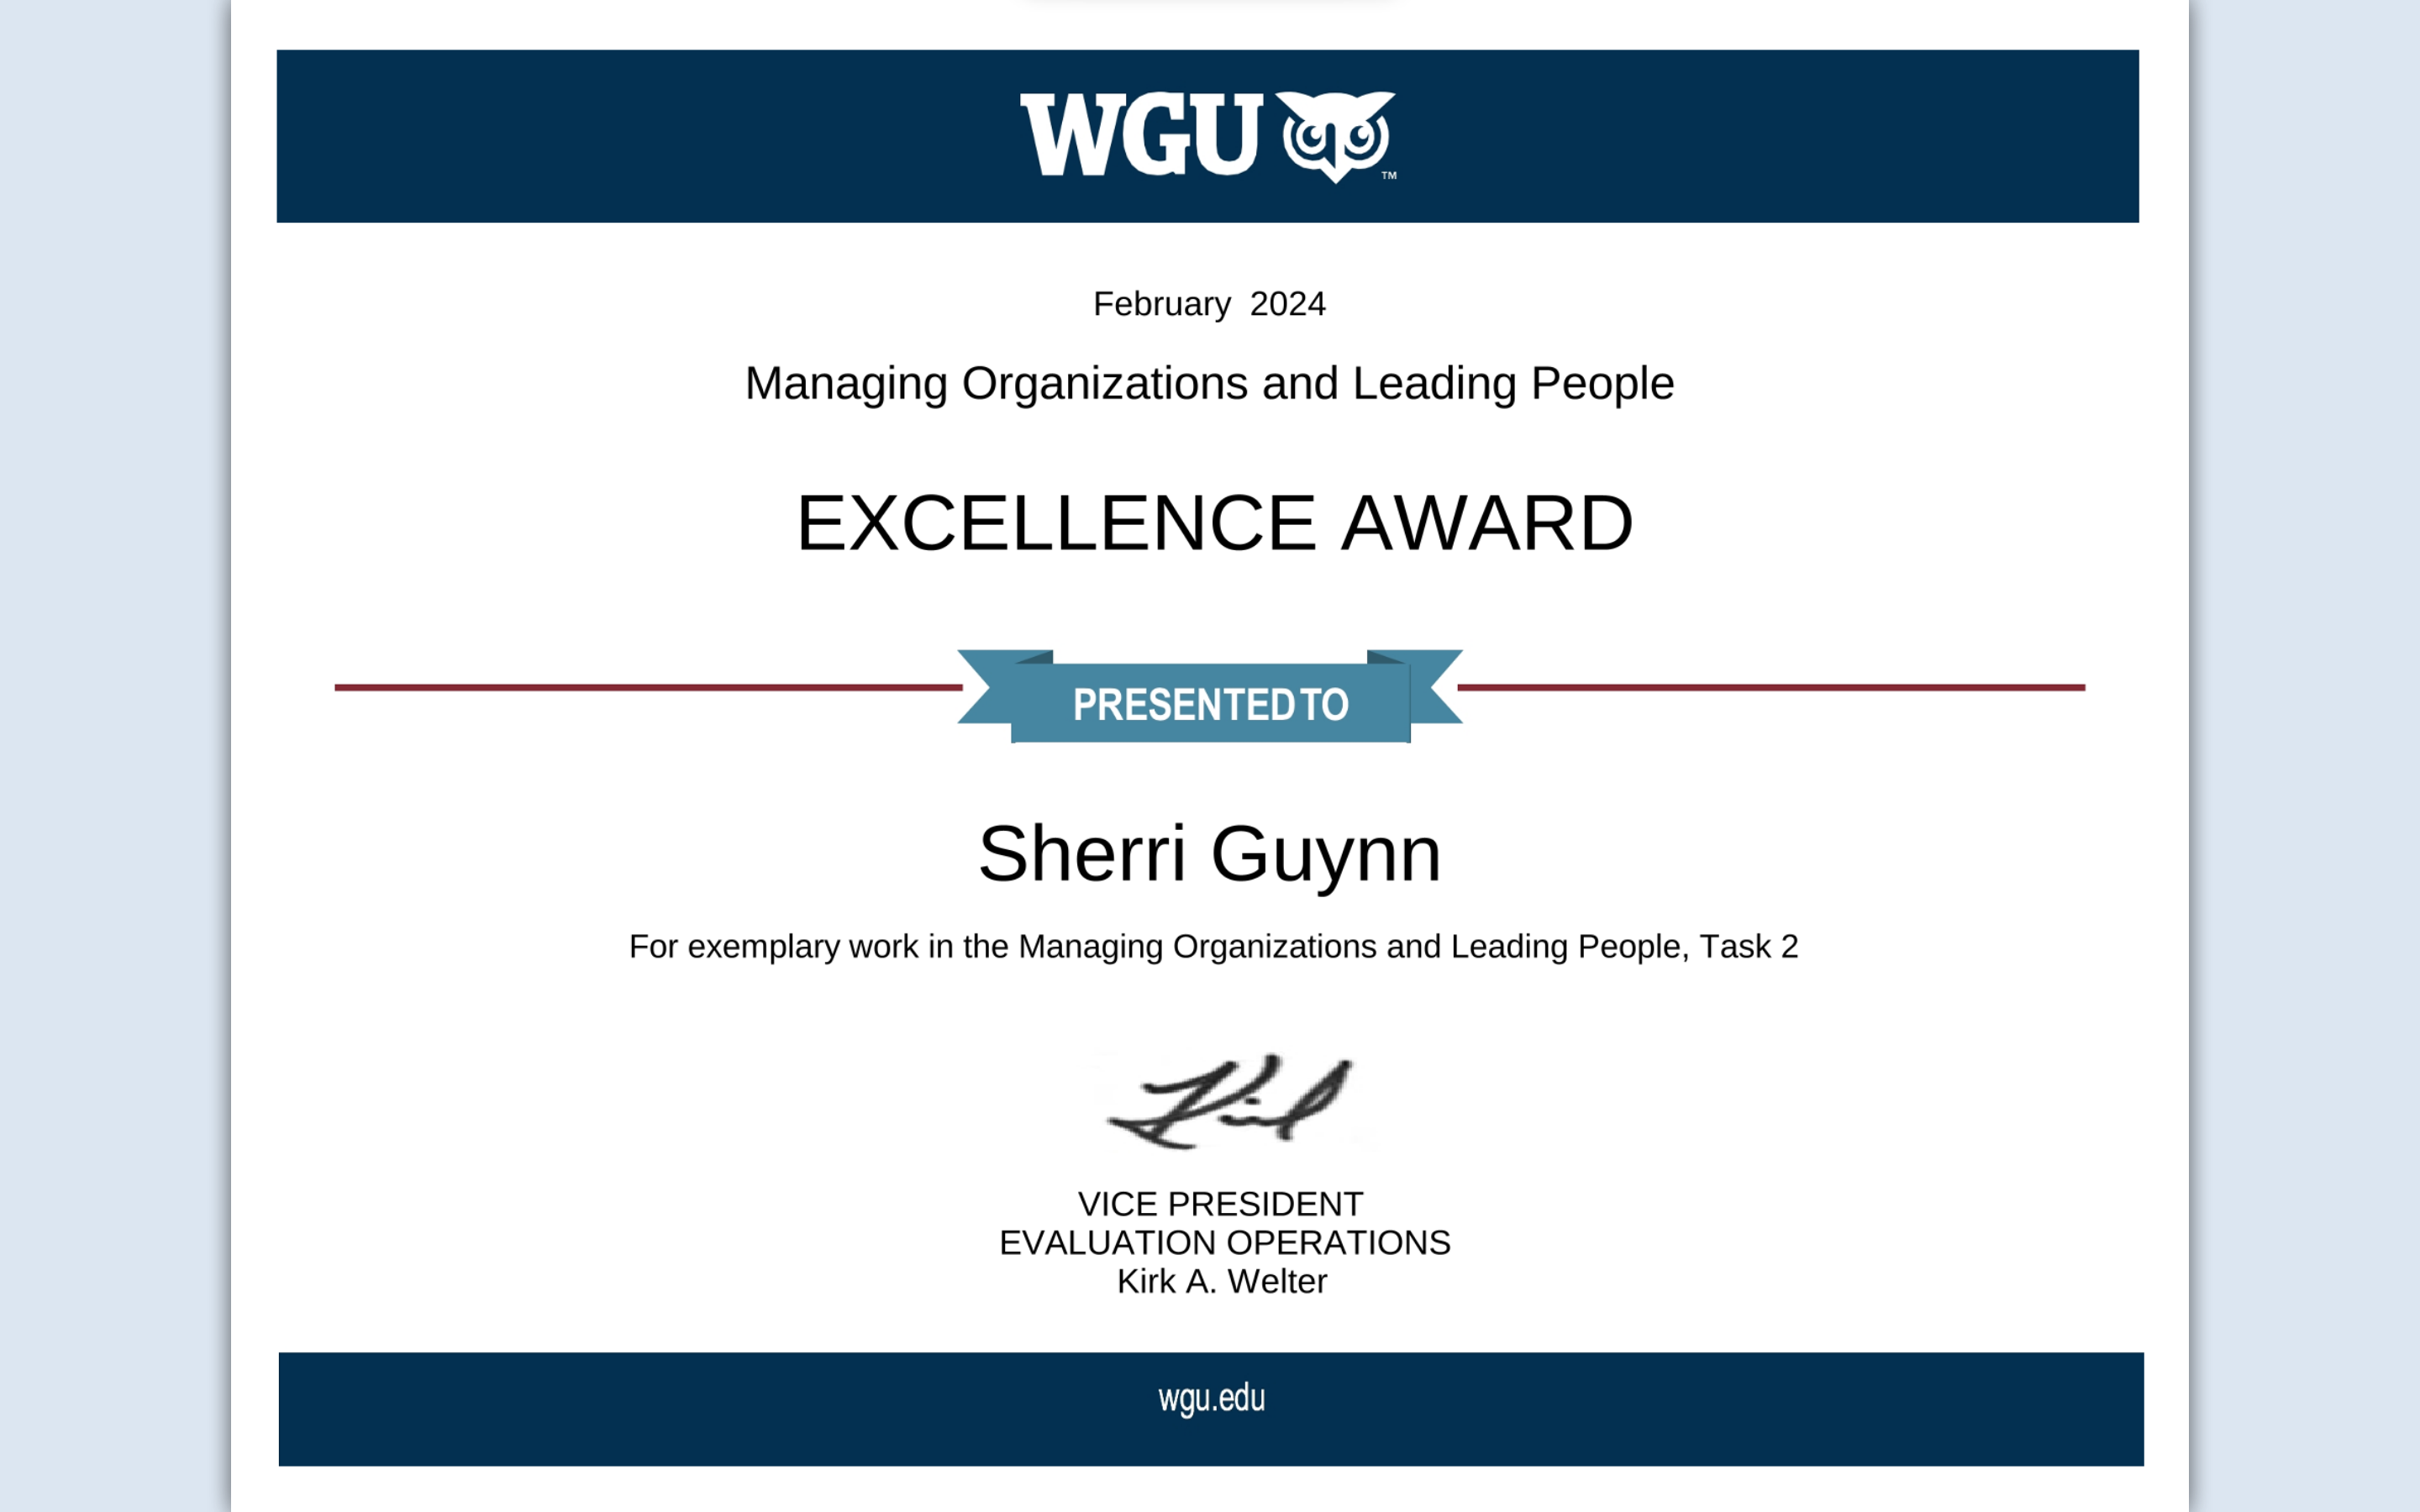 WGU
TM
February 2024
Managing Organizations and Leading People
EXCELLENCE AWARD
PRESENTED TO
Sherri Guynn
For exemplary work in the Managing Organizations and Leading People, Task 2
VICE PRESIDENT
EVALUATION OPERATIONS
Kirk A. Welter
wgu.edu